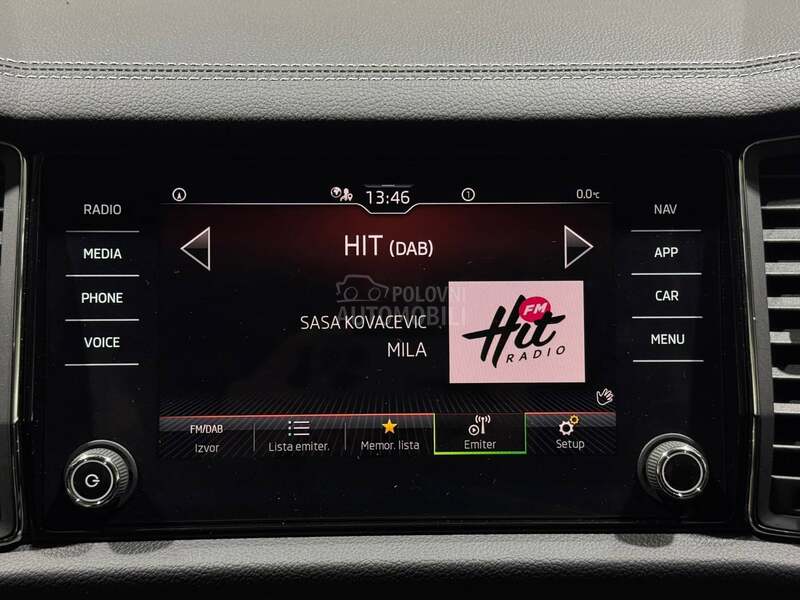 13:46
1
0.0°C
RADIO
MEDIA
PHONE
VOICE
HIT (DAB)
NAV
APP
CAR
MENU
POLOVNI
AUTOMOBILI
SASA KOVACEVIC
MILA
FM
Hit
RADIO
FM/DAB
Izvor
Lista emiter.
Memor. lista
Emiter
Setup